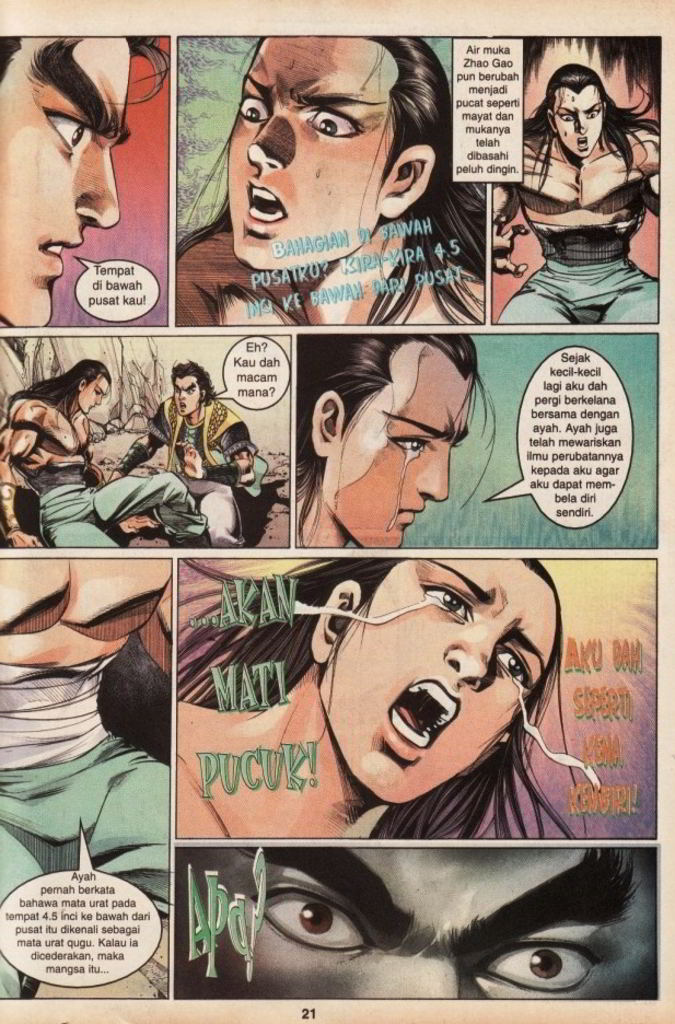 Tempat
di bawah
pusat kau!
BAHAGIAN DI BAWAH
PUSATKU? KIRA-KIRA 4.5
INCI KE BAWAH DARI PUSAT...
Air muka
Zhao Gao
pun berubah
menjadi
pucat seperti
mayat dan
mukanya
telah
dibasahi
peluh dingin.
Eh?
Kau dah
macam
mana?
Sejak
kecil-kecil
lagi aku dah
pergi berkelana
bersama dengan
ayah. Ayah juga
telah mewariskan
ilmu perubatannya
kepada aku agar
aku dapat mem-
bela diri
sendiri.
Ayah
pernah berkata
bahawa mata urat pada
tempat 4.5 inci ke bawah dari
pusat itu dikenali sebagai
mata urat qugu. Kalau ia
dicederakan, maka
mangsa itu...
....AKAN
MATI
PUCUK!
AKU DAH
SEPERTI
KENA
KEMBIRI!
Apa?
21